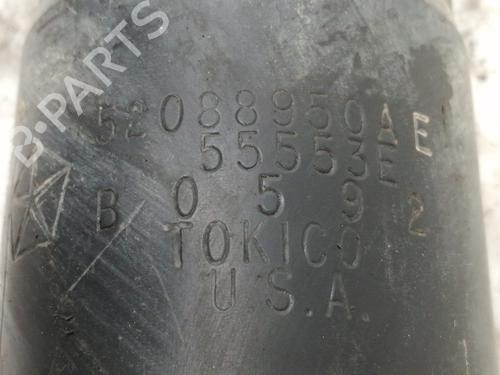 B-PARTS
52088950AE
55553E
B 0 5 9 2
TOKICO
U.S.A.